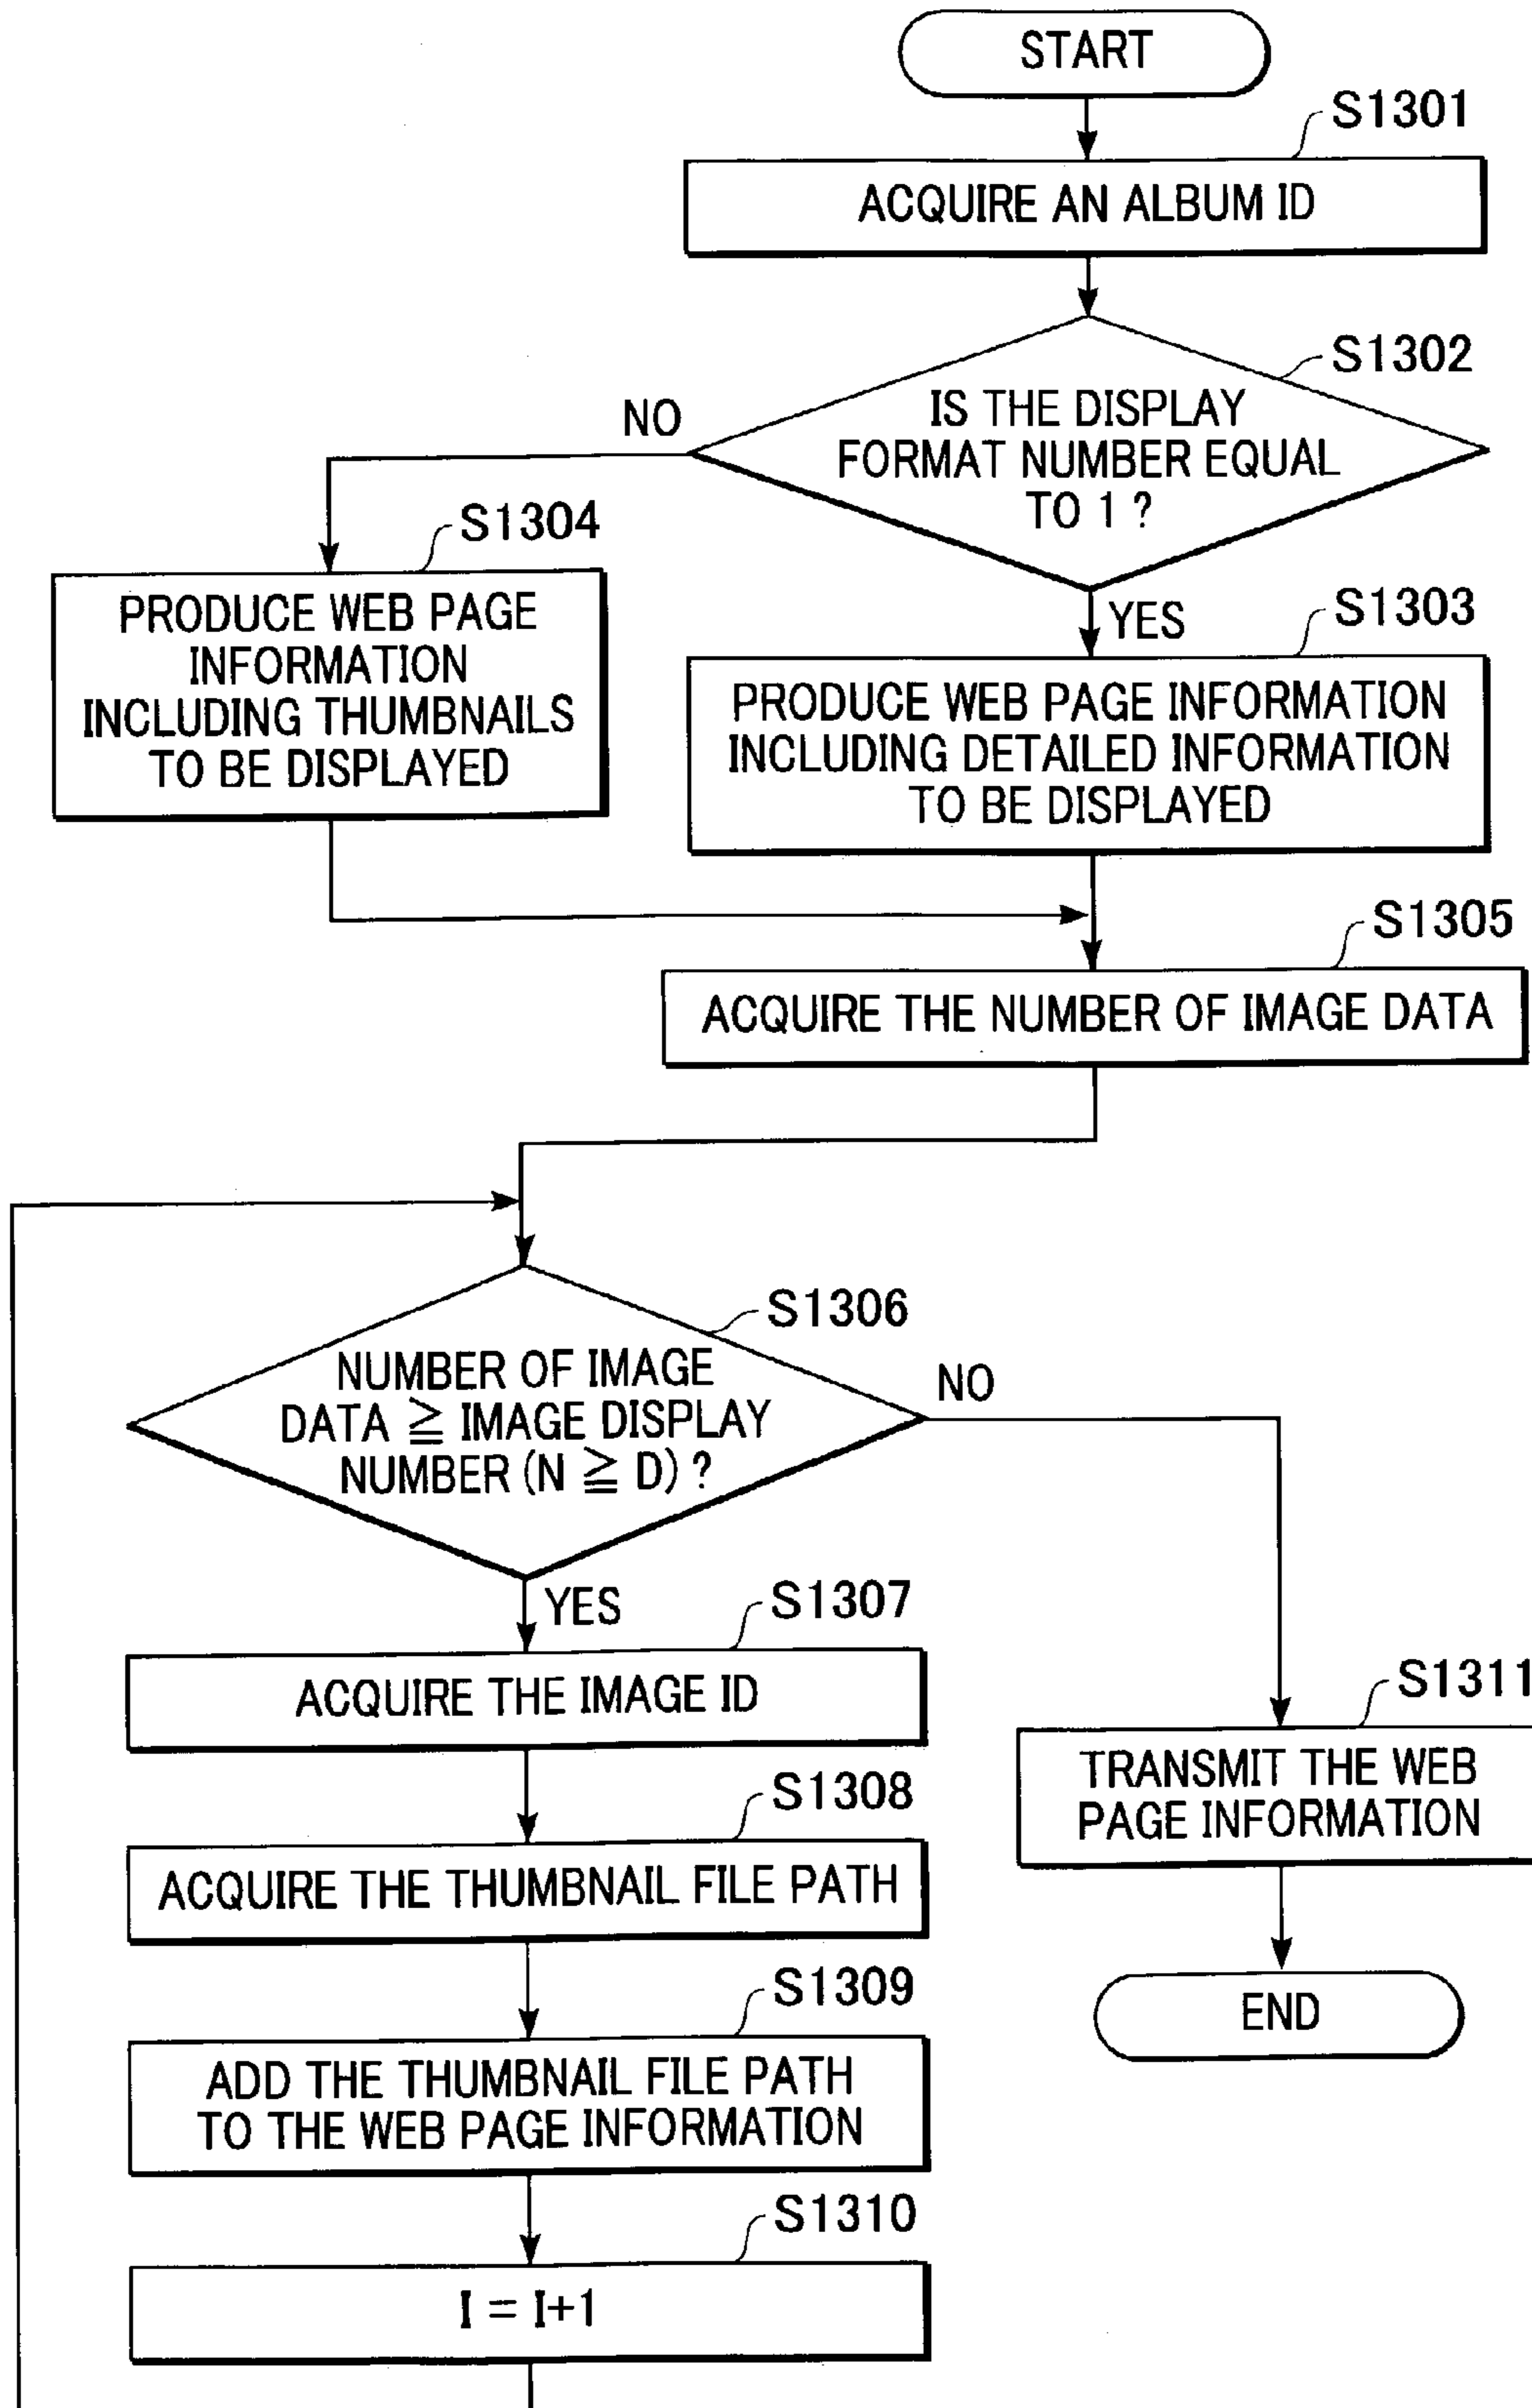 START
S1301
ACQUIRE AN ALBUM ID
S1302
IS THE DISPLAY
FORMAT NUMBER EQUAL
TO 1 ?
NO
YES
S1304
PRODUCE WEB PAGE
INFORMATION
INCLUDING THUMBNAILS
TO BE DISPLAYED
S1303
PRODUCE WEB PAGE INFORMATION
INCLUDING DETAILED INFORMATION
TO BE DISPLAYED
S1305
ACQUIRE THE NUMBER OF IMAGE DATA
S1306
NUMBER OF IMAGE
DATA ≧ IMAGE DISPLAY
NUMBER (N ≧ D) ?
NO
YES
S1307
ACQUIRE THE IMAGE ID
S1308
ACQUIRE THE THUMBNAIL FILE PATH
S1309
ADD THE THUMBNAIL FILE PATH
TO THE WEB PAGE INFORMATION
S1310
I = I+1
S1311
TRANSMIT THE WEB
PAGE INFORMATION
END